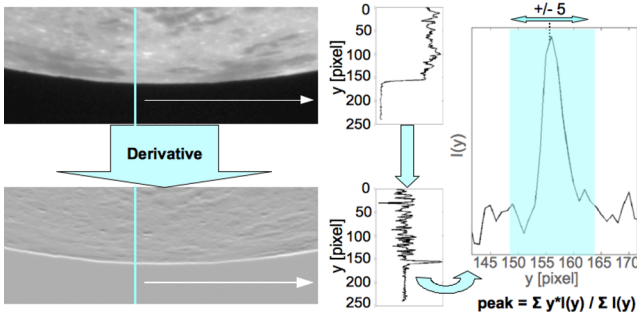 0
50
100
150
200
250
y [pixel]
Derivative
0
50
100
150
200
250
y [pixel]
+/- 5
I(y)
145 150 155 160 165 170
y [pixel]
peak = Σ y*I(y) / Σ I(y)